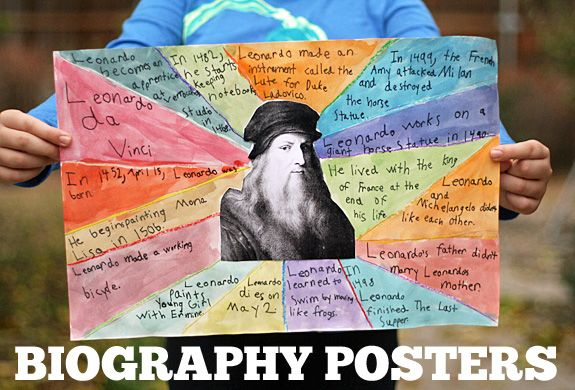 Leonardo
da
Vinci
Leonardo
becomes an
apprentice
at Verrochio
Studio
in 1468.
In 1482,
he starts
keeping
notebooks
Leonardo made an
instrument called the
Lute for Duke
Ludovico.
In 1499, the French
Amy attacked Milan
and destroyed
the horse
Statue.
Leonardo works on a
giant horse Statue in 1490.
He lived with the King
of France at the
end of
his life.
Leonardo
and
Michelangelo didn't
like each other.
Leonardo's father didn't
Marry Leonardo's
mother
In 1498
Leonardo
finished The Last
Supper.
Leonardo
learned to
Swim by moving
like frogs.
Leonardo
dies on
May 2
Leonardo
paints
Young Girl
with Ermine.
Leonardo made a working
bicycle.
He begins painting Mona
Lisa in 1506.
In 1452, April 15, Leonardo was
born
BIOGRAPHY POSTERS